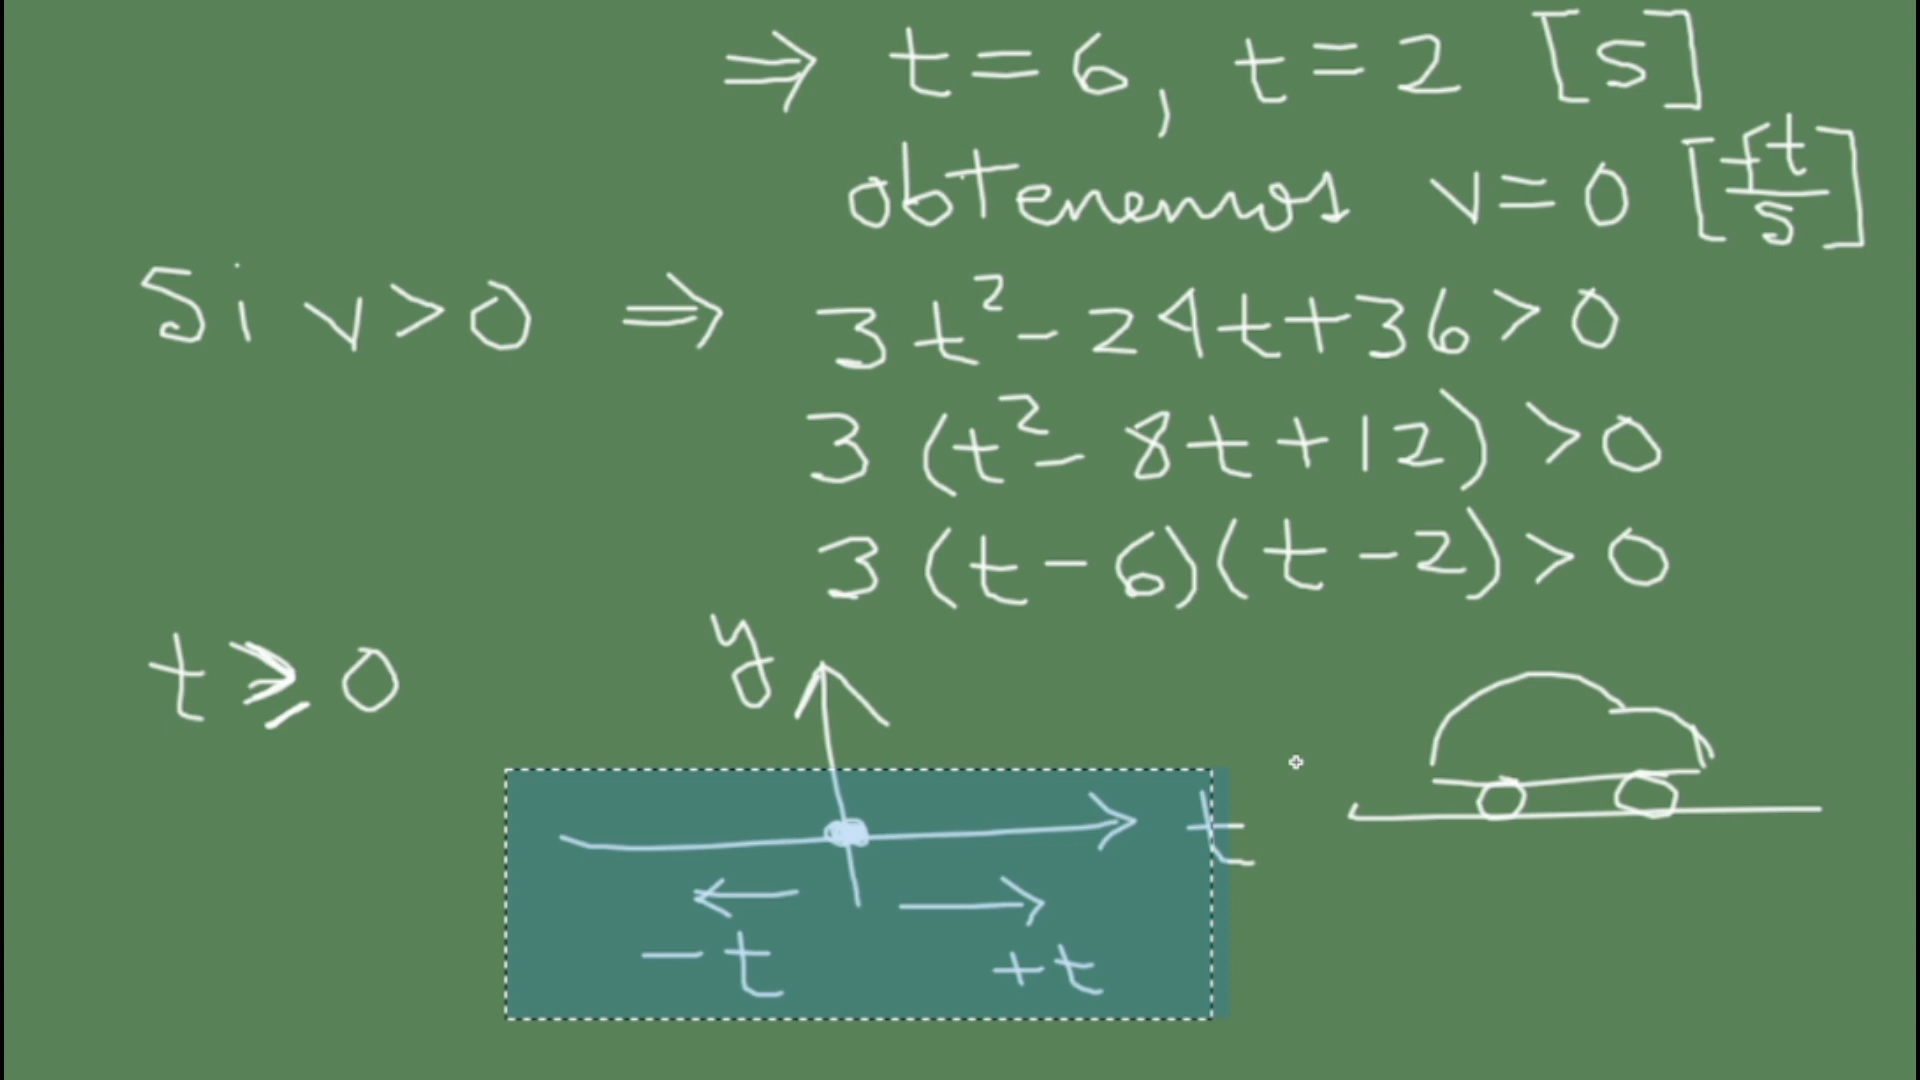 ⇒ t = 6, t = 2 [s]
obtenemos v = 0 [ft/s]
Si v > 0 ⇒ 3t² - 24t + 36 > 0
3(t² - 8t + 12) > 0
3(t - 6)(t - 2) > 0
t ⩾ 0
y
t
-t
+t